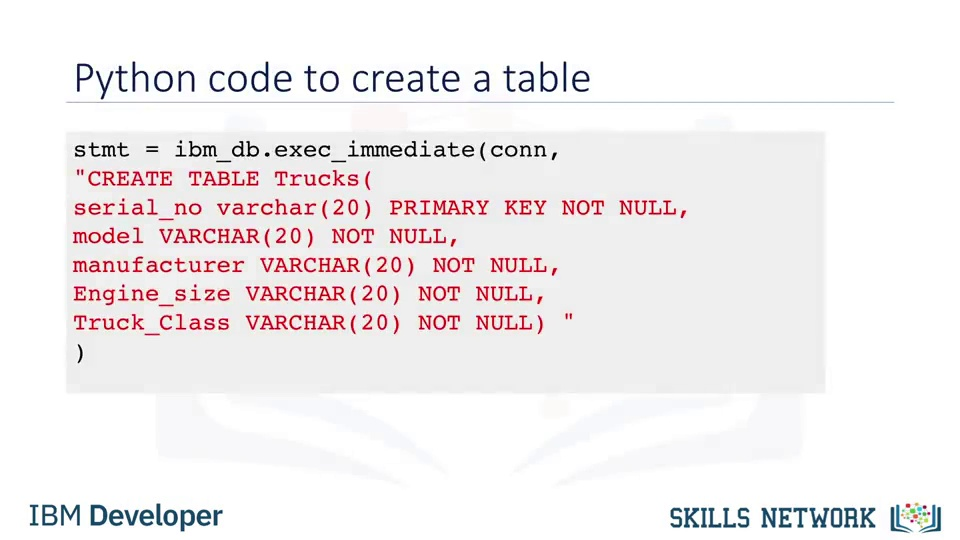 Python code to create a table
stmt = ibm_db.exec_immediate(conn,
"CREATE TABLE Trucks(
serial_no varchar(20) PRIMARY KEY NOT NULL,
model VARCHAR(20) NOT NULL,
manufacturer VARCHAR(20) NOT NULL,
Engine_size VARCHAR(20) NOT NULL,
Truck_Class VARCHAR(20) NOT NULL) "
)
IBM Developer
SKILLS NETWORK